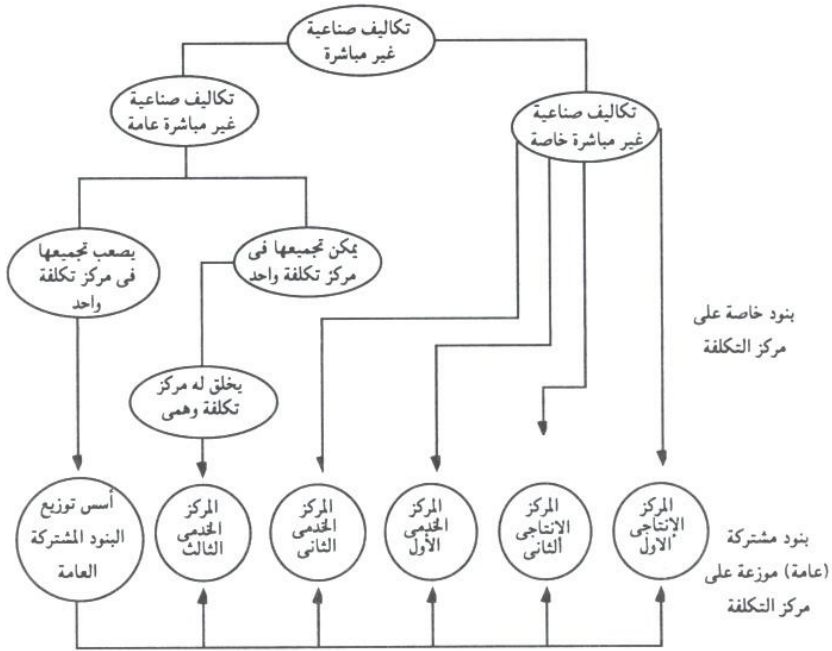 تكاليف صناعية
غير مباشرة
تكاليف صناعية
غير مباشرة خاصة
تكاليف صناعية
غير مباشرة عامة
يمكن تجميعها فى
مركز تكلفة واحد
يصعب تجميعها
فى مركز تكلفة
واحد
بنود خاصة على
مركز التكلفة
يخلق له مركز
تكلفة وهمى
المركز
الإنتاجى
الاول
المركز
الإنتاجى
الثانى
المركز
الخدمى
الأول
المركز
الخدمى
الثانى
المركز
الخدمى
الثالث
أسس توزيع
البنود المشتركة
العامة
بنود مشتركة
(عامة) موزعة على
مركز التكلفة